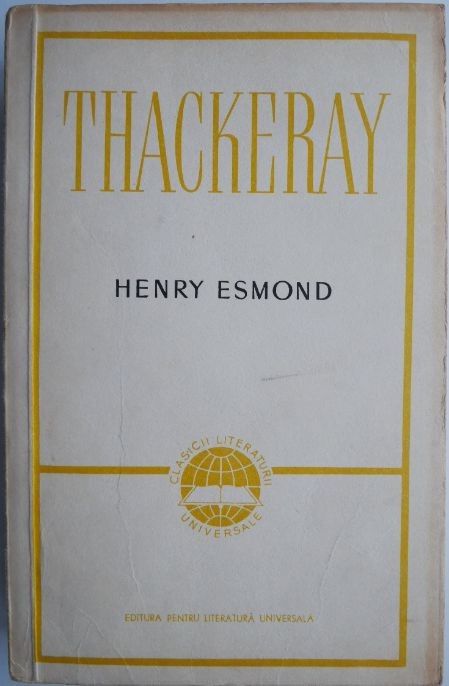 THACKERAY
HENRY ESMOND
CLASICII LITERATURII
UNIVERSALE
EDITURA PENTRU LITERATURĂ UNIVERSALĂ